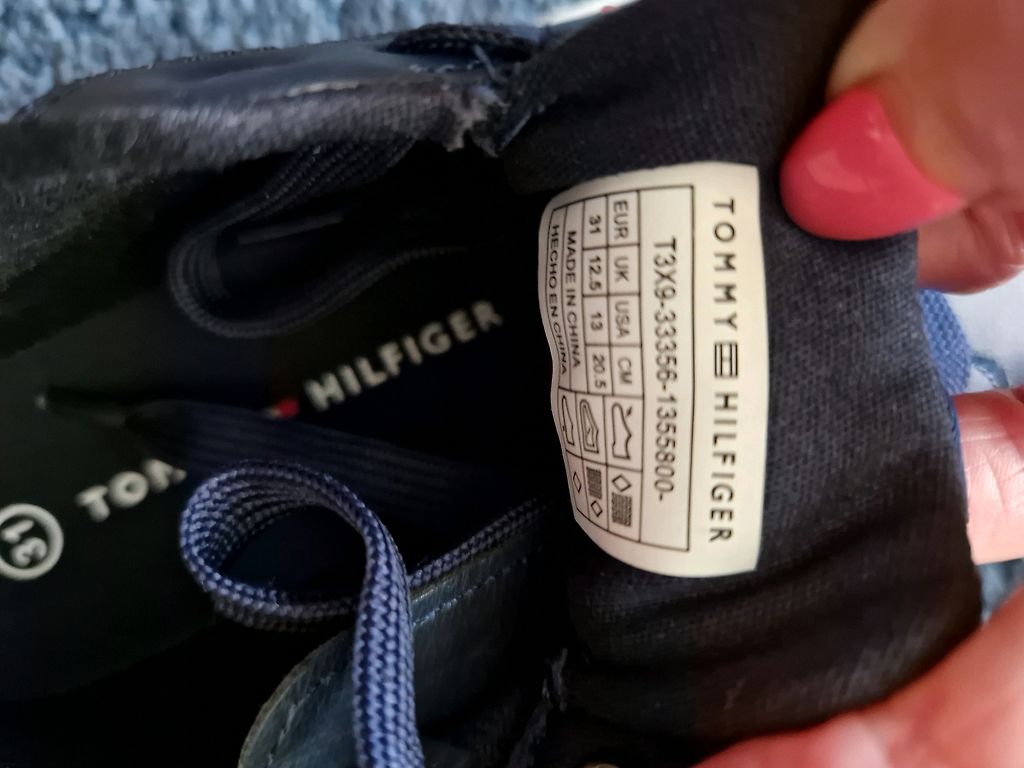 TOMMY HILFIGER
T3X9-33356-1355800-
EUR UK USA CM
31 12.5 13 20.5
MADE IN CHINA
HECHO EN CHINA
TOM HILFIGER
31